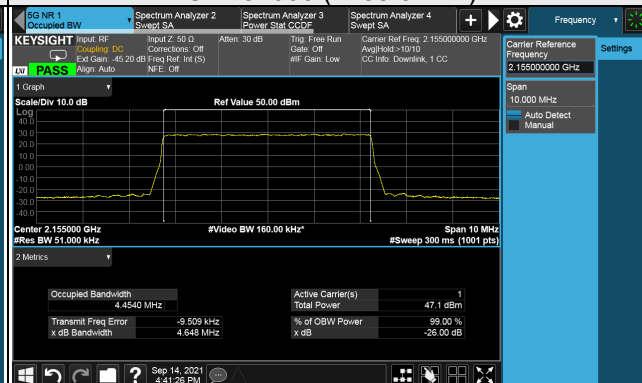 5G NR 1
Occupied BW
Spectrum Analyzer 2
Swept SA
Spectrum Analyzer 3
Power Stat CCDF
Spectrum Analyzer 4
Swept SA
Frequency
KEYSIGHT
Input: RF
Coupling: DC
Ext Gain: -45.20 dB
Align: Auto
Input Z: 50 Ω
Corrections: Off
Freq Ref: Int (S)
NFE: Off
Atten: 30 dB
Trig: Free Run
Gate: Off
#IF Gain: Low
Carrier Ref Freq: 2.155000000 GHz
Avg|Hold:>10/10
CC Info: Downlink, 1 CC
LXI
PASS
Carrier Reference
Frequency
2.155000000 GHz
Settings
Span
10.000 MHz
Auto Detect
Manual
1 Graph
Scale/Div 10.0 dB
Ref Value 50.00 dBm
Log
40.0
30.0
20.0
10.0
0.00
-10.0
-20.0
-30.0
-40.0
Center 2.155000 GHz
#Video BW 160.00 kHz*
Span 10 MHz
#Res BW 51.000 kHz
#Sweep 300 ms (1001 pts)
2 Metrics
Occupied Bandwidth
4.4540 MHz
Active Carrier(s) 1
Total Power 47.1 dBm
Transmit Freq Error -9.509 kHz
x dB Bandwidth 4.648 MHz
% of OBW Power 99.00 %
x dB -26.00 dB
?
Sep 14, 2021
4:41:26 PM